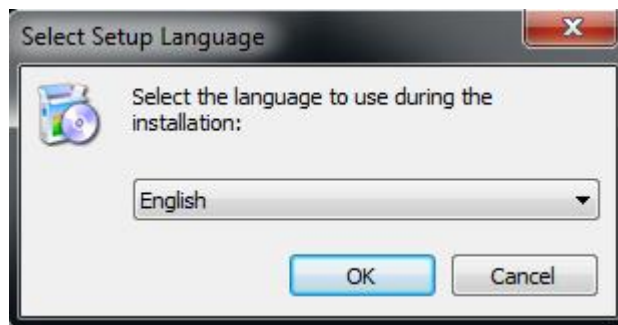 Select Setup Language
Select the language to use during the
installation:
English
OK
Cancel